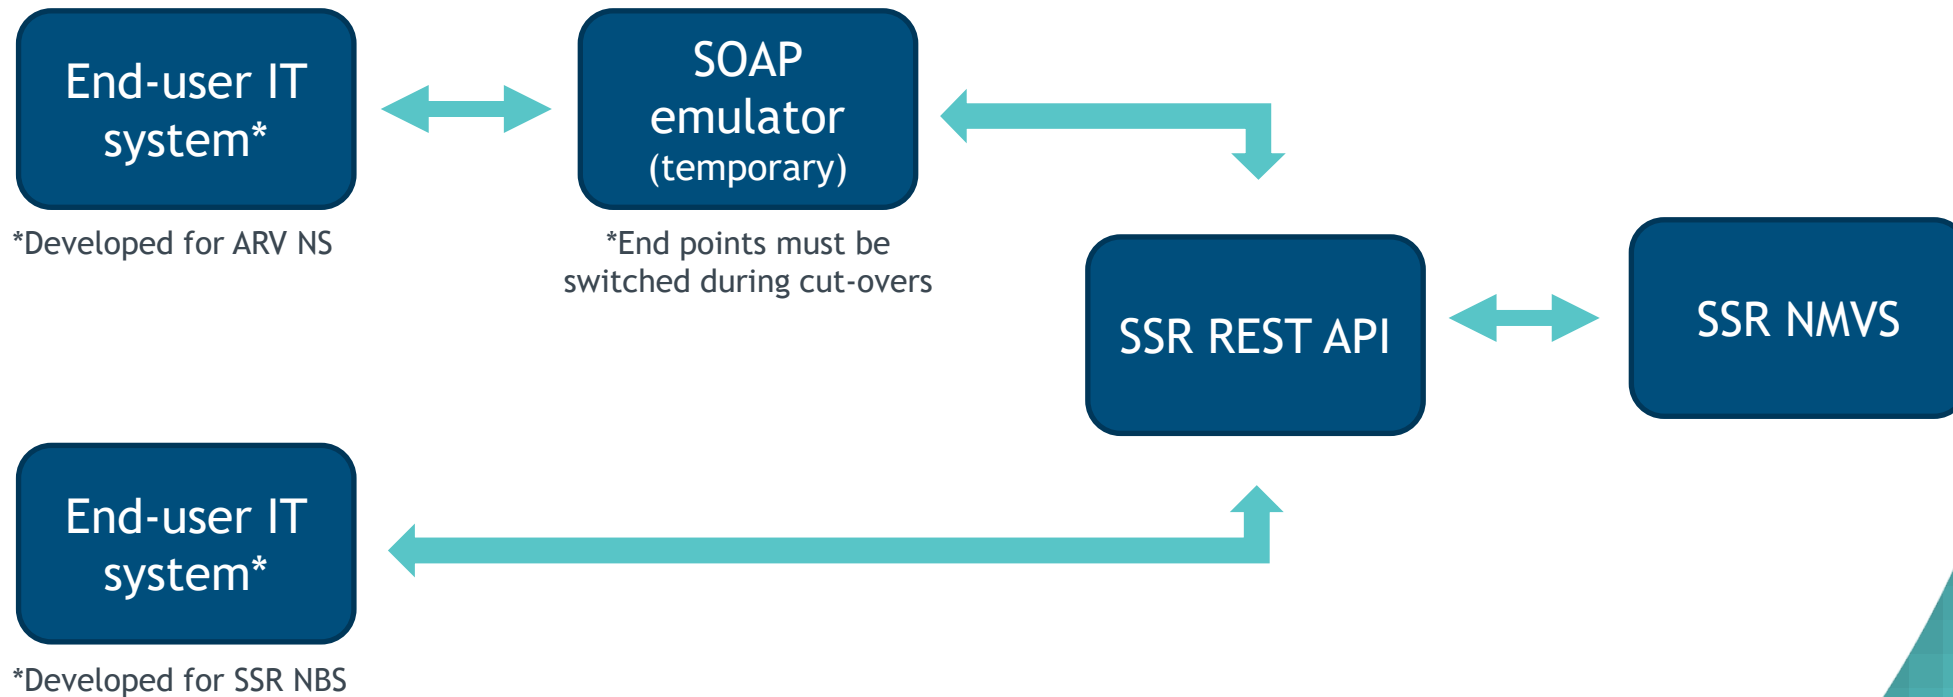 End-user IT
system*
*Developed for ARV NS
SOAP
emulator
(temporary)
*End points must be
switched during cut-overs
SSR REST API
SSR NMVS
End-user IT
system*
*Developed for SSR NBS